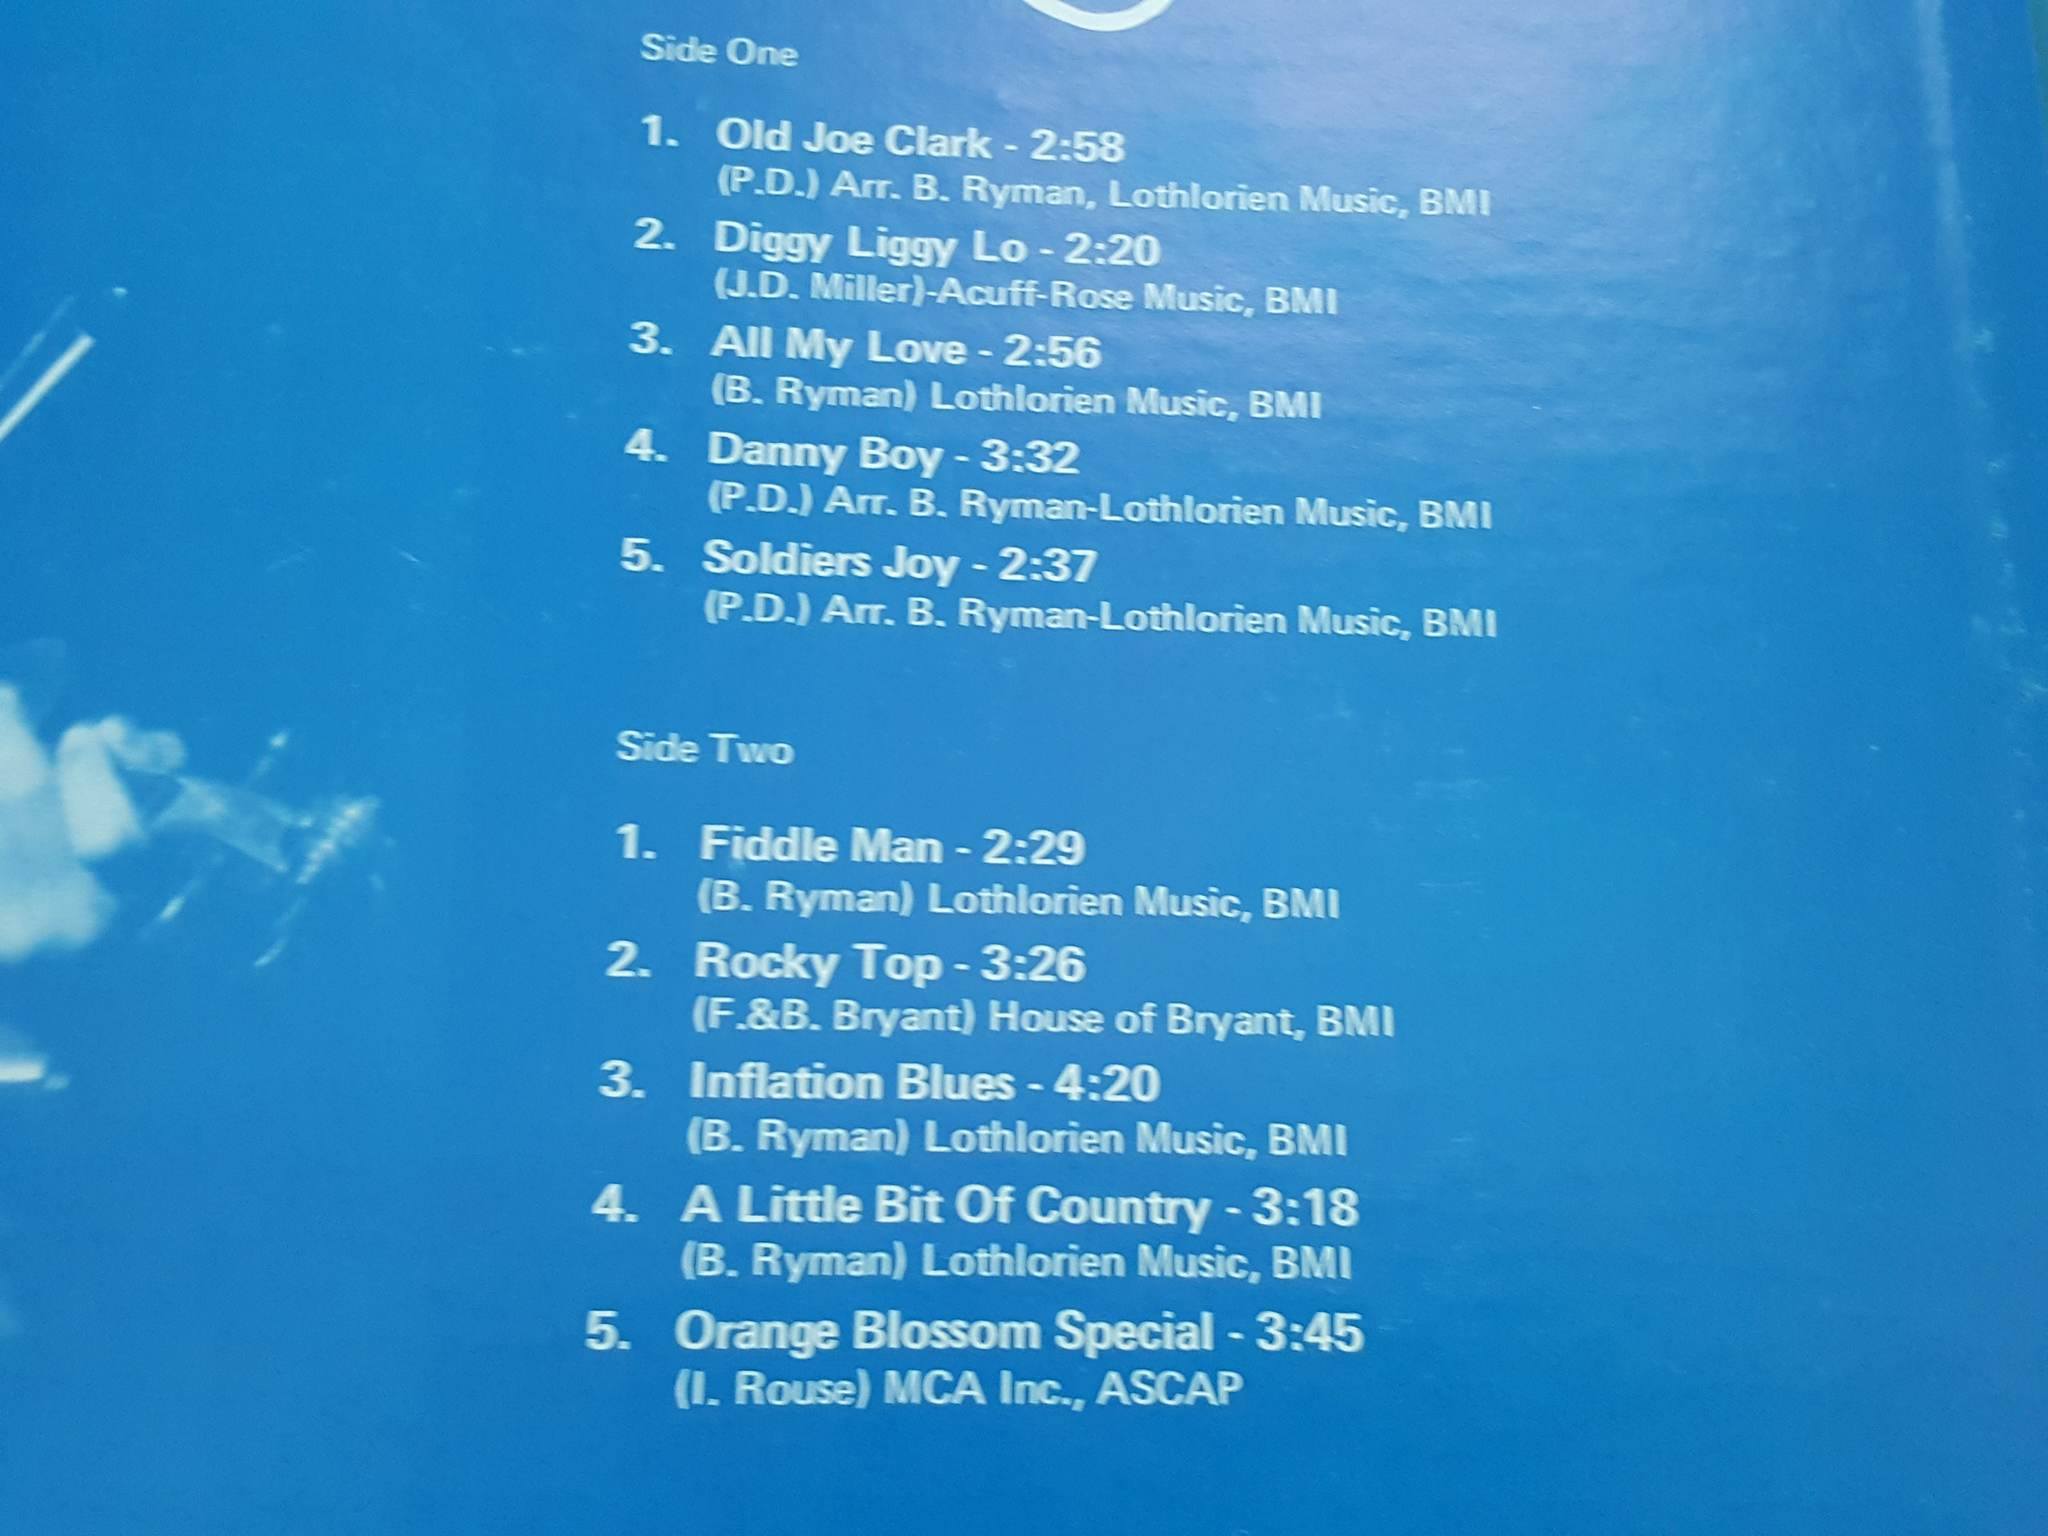 Side One
1. Old Joe Clark - 2:58
(P.D.) Arr. B. Ryman, Lothlorien Music, BMI
2. Diggy Liggy Lo - 2:20
(J.D. Miller)-Acuff-Rose Music, BMI
3. All My Love - 2:56
(B. Ryman) Lothlorien Music, BMI
4. Danny Boy - 3:32
(P.D.) Arr. B. Ryman-Lothlorien Music, BMI
5. Soldiers Joy - 2:37
(P.D.) Arr. B. Ryman-Lothlorien Music, BMI
Side Two
1. Fiddle Man - 2:29
(B. Ryman) Lothlorien Music, BMI
2. Rocky Top - 3:26
(F.&B. Bryant) House of Bryant, BMI
3. Inflation Blues - 4:20
(B. Ryman) Lothlorien Music, BMI
4. A Little Bit Of Country - 3:18
(B. Ryman) Lothlorien Music, BMI
5. Orange Blossom Special - 3:45
(I. Rouse) MCA Inc., ASCAP